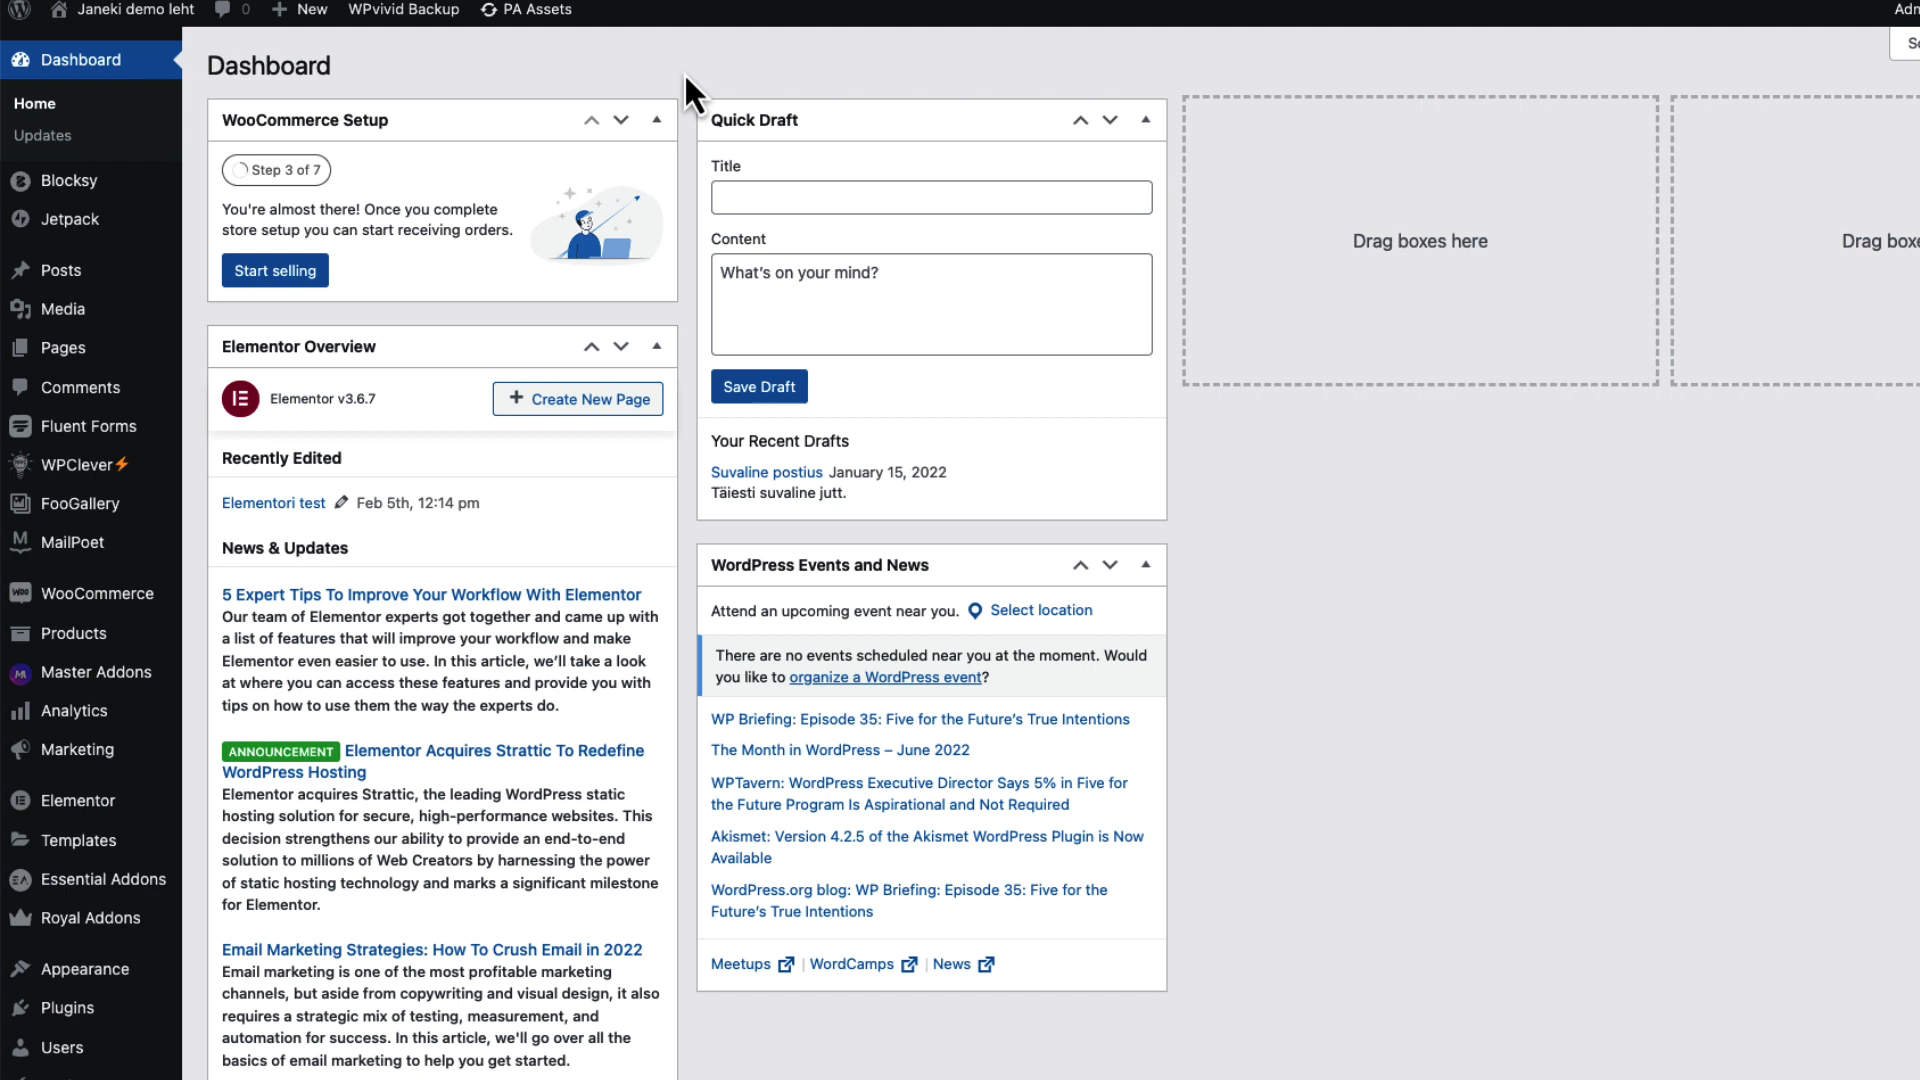 Janeki demo leht 0 New WPvivid Backup PA Assets
Dashboard
Home
Updates
Blocksy
Jetpack
Posts
Media
Pages
Comments
Fluent Forms
WPClever
FooGallery
MailPoet
WooCommerce
Products
Master Addons
Analytics
Marketing
Elementor
Templates
Essential Addons
Royal Addons
Appearance
Plugins
Users
Dashboard
WooCommerce Setup
Step 3 of 7
You're almost there! Once you complete
store setup you can start receiving orders.
Start selling
Elementor Overview
Elementor v3.6.7
Create New Page
Recently Edited
Elementori test Feb 5th, 12:14 pm
News & Updates
5 Expert Tips To Improve Your Workflow With Elementor
Our team of Elementor experts got together and came up with
a list of features that will improve your workflow and make
Elementor even easier to use. In this article, we’ll take a look
at where you can access these features and provide you with
tips on how to use them the way the experts do.
ANNOUNCEMENT Elementor Acquires Strattic To Redefine
WordPress Hosting
Elementor acquires Strattic, the leading WordPress static
hosting solution for secure, high-performance websites. This
decision strengthens our ability to provide an end-to-end
solution to millions of Web Creators by harnessing the power
of static hosting technology and marks a significant milestone
for Elementor.
Email Marketing Strategies: How To Crush Email in 2022
Email marketing is one of the most profitable marketing
channels, but aside from copywriting and visual design, it also
requires a strategic mix of testing, measurement, and
automation for success. In this article, we'll go over all the
basics of email marketing to help you get started.
Quick Draft
Title
Content
What's on your mind?
Save Draft
Your Recent Drafts
Suvaline postius January 15, 2022
Täiesti suvaline jutt.
WordPress Events and News
Attend an upcoming event near you. Select location
There are no events scheduled near you at the moment. Would
you like to organize a WordPress event?
WP Briefing: Episode 35: Five for the Future’s True Intentions
The Month in WordPress – June 2022
WPTavern: WordPress Executive Director Says 5% in Five for
the Future Program Is Aspirational and Not Required
Akismet: Version 4.2.5 of the Akismet WordPress Plugin is Now
Available
WordPress.org blog: WP Briefing: Episode 35: Five for the
Future’s True Intentions
Meetups | WordCamps | News
Drag boxes here
Drag